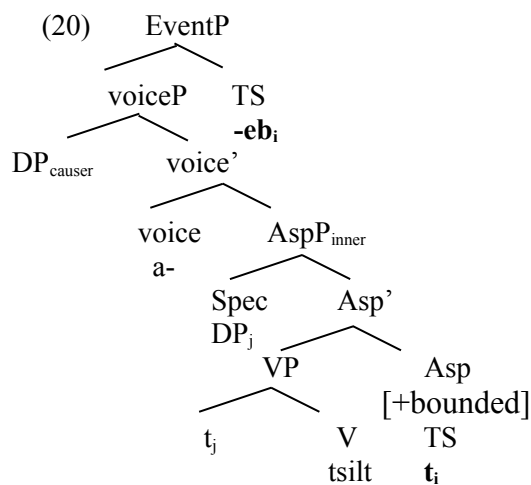 (20) EventP
voiceP TS
-ebᵢ
DPcauser voice’
voice AspPinner
a-
Spec Asp’
DPⱼ
VP Asp
[+bounded]
tⱼ V TS
tsilt tᵢ